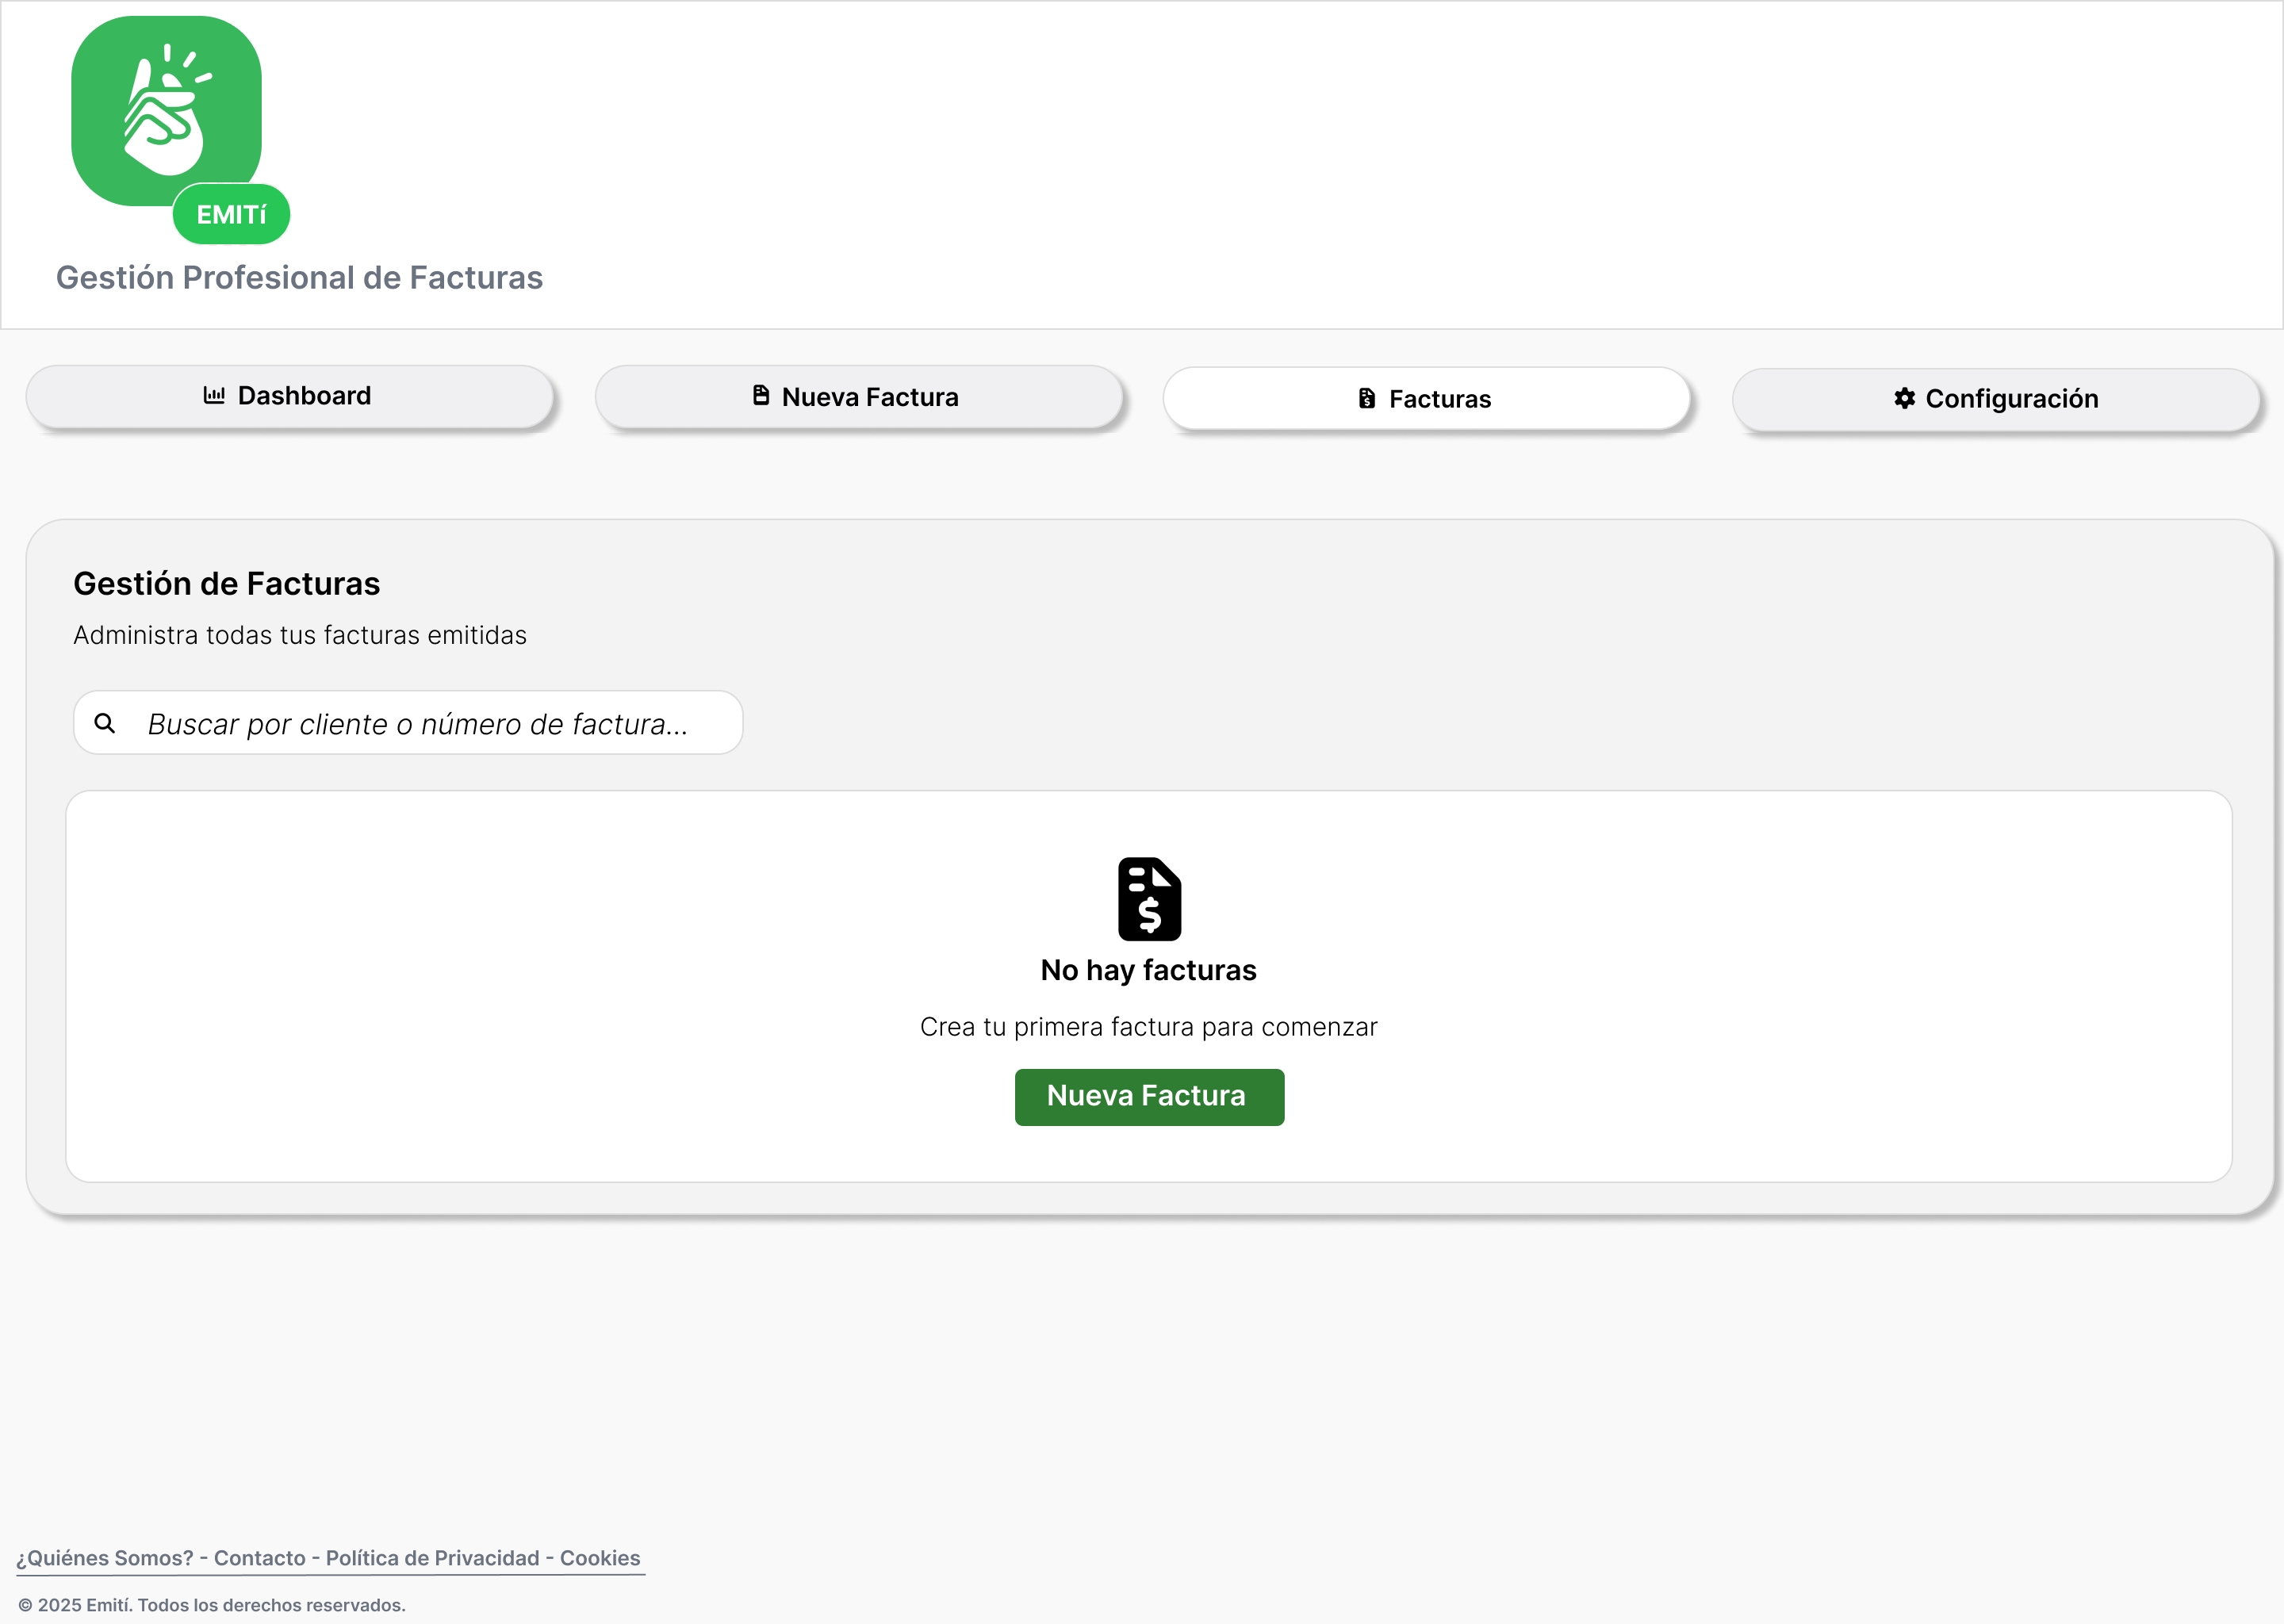 EMITí
Gestión Profesional de Facturas
Dashboard
Nueva Factura
Facturas
Configuración
Gestión de Facturas
Administra todas tus facturas emitidas
Buscar por cliente o número de factura...
$
No hay facturas
Crea tu primera factura para comenzar
Nueva Factura
¿Quiénes Somos? - Contacto - Política de Privacidad - Cookies
© 2025 Emití. Todos los derechos reservados.